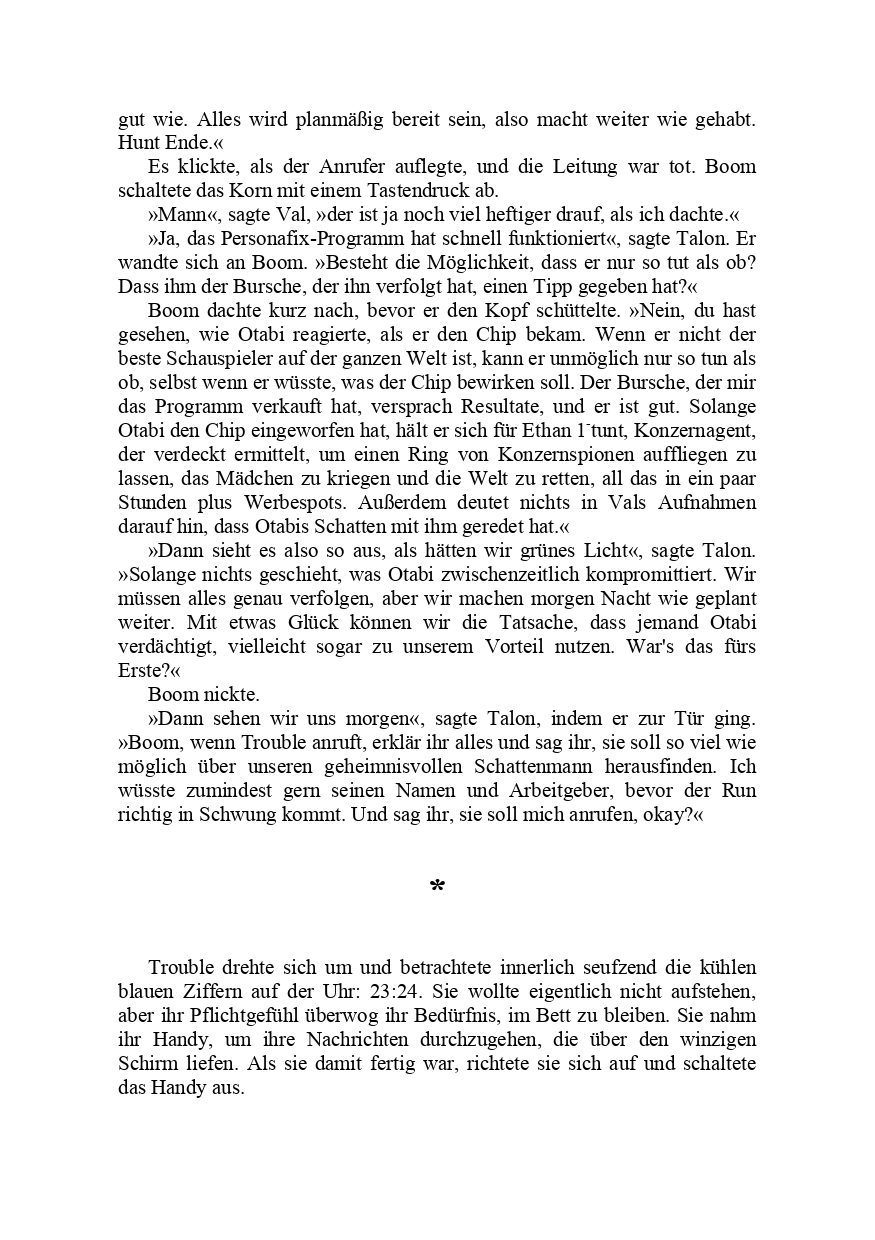 gut wie. Alles wird planmäßig bereit sein, also macht weiter wie gehabt.
Hunt Ende.«
Es klickte, als der Anrufer auflegte, und die Leitung war tot. Boom
schaltete das Korn mit einem Tastendruck ab.
»Mann«, sagte Val, »der ist ja noch viel heftiger drauf, als ich dachte.«
»Ja, das Personafix-Programm hat schnell funktioniert«, sagte Talon. Er
wandte sich an Boom. »Besteht die Möglichkeit, dass er nur so tut als ob?
Dass ihm der Bursche, der ihn verfolgt hat, einen Tipp gegeben hat?«
Boom dachte kurz nach, bevor er den Kopf schüttelte. »Nein, du hast
gesehen, wie Otabi reagierte, als er den Chip bekam. Wenn er nicht der
beste Schauspieler auf der ganzen Welt ist, kann er unmöglich nur so tun als
ob, selbst wenn er wüsste, was der Chip bewirken soll. Der Bursche, der mir
das Programm verkauft hat, versprach Resultate, und er ist gut. Solange
Otabi den Chip eingeworfen hat, hält er sich für Ethan 1-tunt, Konzernagent,
der verdeckt ermittelt, um einen Ring von Konzernspionen auffliegen zu
lassen, das Mädchen zu kriegen und die Welt zu retten, all das in ein paar
Stunden plus Werbespots. Außerdem deutet nichts in Vals Aufnahmen
darauf hin, dass Otabis Schatten mit ihm geredet hat.«
»Dann sieht es also so aus, als hätten wir grünes Licht«, sagte Talon.
»Solange nichts geschieht, was Otabi zwischenzeitlich kompromittiert. Wir
müssen alles genau verfolgen, aber wir machen morgen Nacht wie geplant
weiter. Mit etwas Glück können wir die Tatsache, dass jemand Otabi
verdächtigt, vielleicht sogar zu unserem Vorteil nutzen. War's das fürs
Erste?«
Boom nickte.
»Dann sehen wir uns morgen«, sagte Talon, indem er zur Tür ging.
»Boom, wenn Trouble anruft, erklär ihr alles und sag ihr, sie soll so viel wie
möglich über unseren geheimnisvollen Schattenmann herausfinden. Ich
wüsste zumindest gern seinen Namen und Arbeitgeber, bevor der Run
richtig in Schwung kommt. Und sag ihr, sie soll mich anrufen, okay?«
*
Trouble drehte sich um und betrachtete innerlich seufzend die kühlen
blauen Ziffern auf der Uhr: 23:24. Sie wollte eigentlich nicht aufstehen,
aber ihr Pflichtgefühl überwog ihr Bedürfnis, im Bett zu bleiben. Sie nahm
ihr Handy, um ihre Nachrichten durchzugehen, die über den winzigen
Schirm liefen. Als sie damit fertig war, richtete sie sich auf und schaltete
das Handy aus.